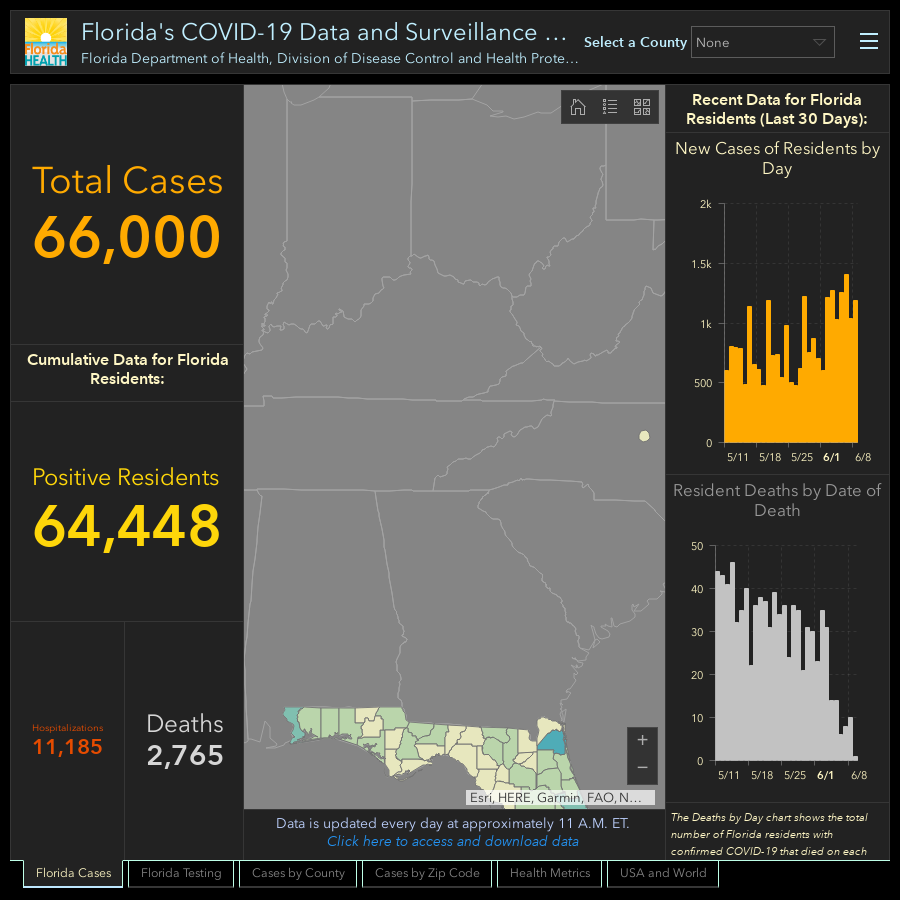 Florida
HEALTH
Florida's COVID-19 Data and Surveillance ...
Florida Department of Health, Division of Disease Control and Health Prote...
Select a County
None
Total Cases
66,000
Cumulative Data for Florida
Residents:
Positive Residents
64,448
Hospitalizations
11,185
Deaths
2,765
+
−
Esri, HERE, Garmin, FAO, N...
Data is updated every day at approximately 11 A.M. ET.
Click here to access and download data
Recent Data for Florida
Residents (Last 30 Days):
New Cases of Residents by
Day
2k
1.5k
1k
500
0
5/11 5/18 5/25 6/1 6/8
Resident Deaths by Date of
Death
50
40
30
20
10
0
5/11 5/18 5/25 6/1 6/8
The Deaths by Day chart shows the total
number of Florida residents with
confirmed COVID-19 that died on each
Florida Cases
Florida Testing
Cases by County
Cases by Zip Code
Health Metrics
USA and World